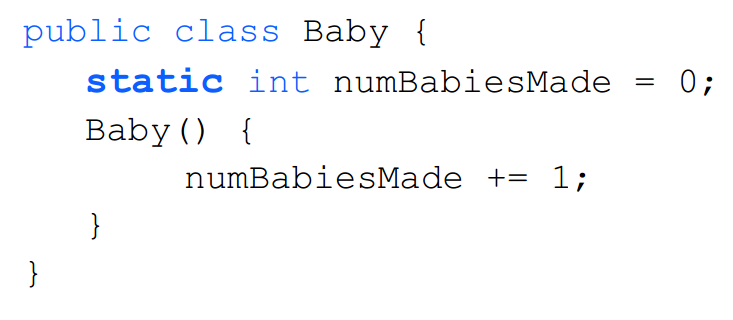 public class Baby {
    static int numBabiesMade = 0;
    Baby() {
        numBabiesMade += 1;
    }
}